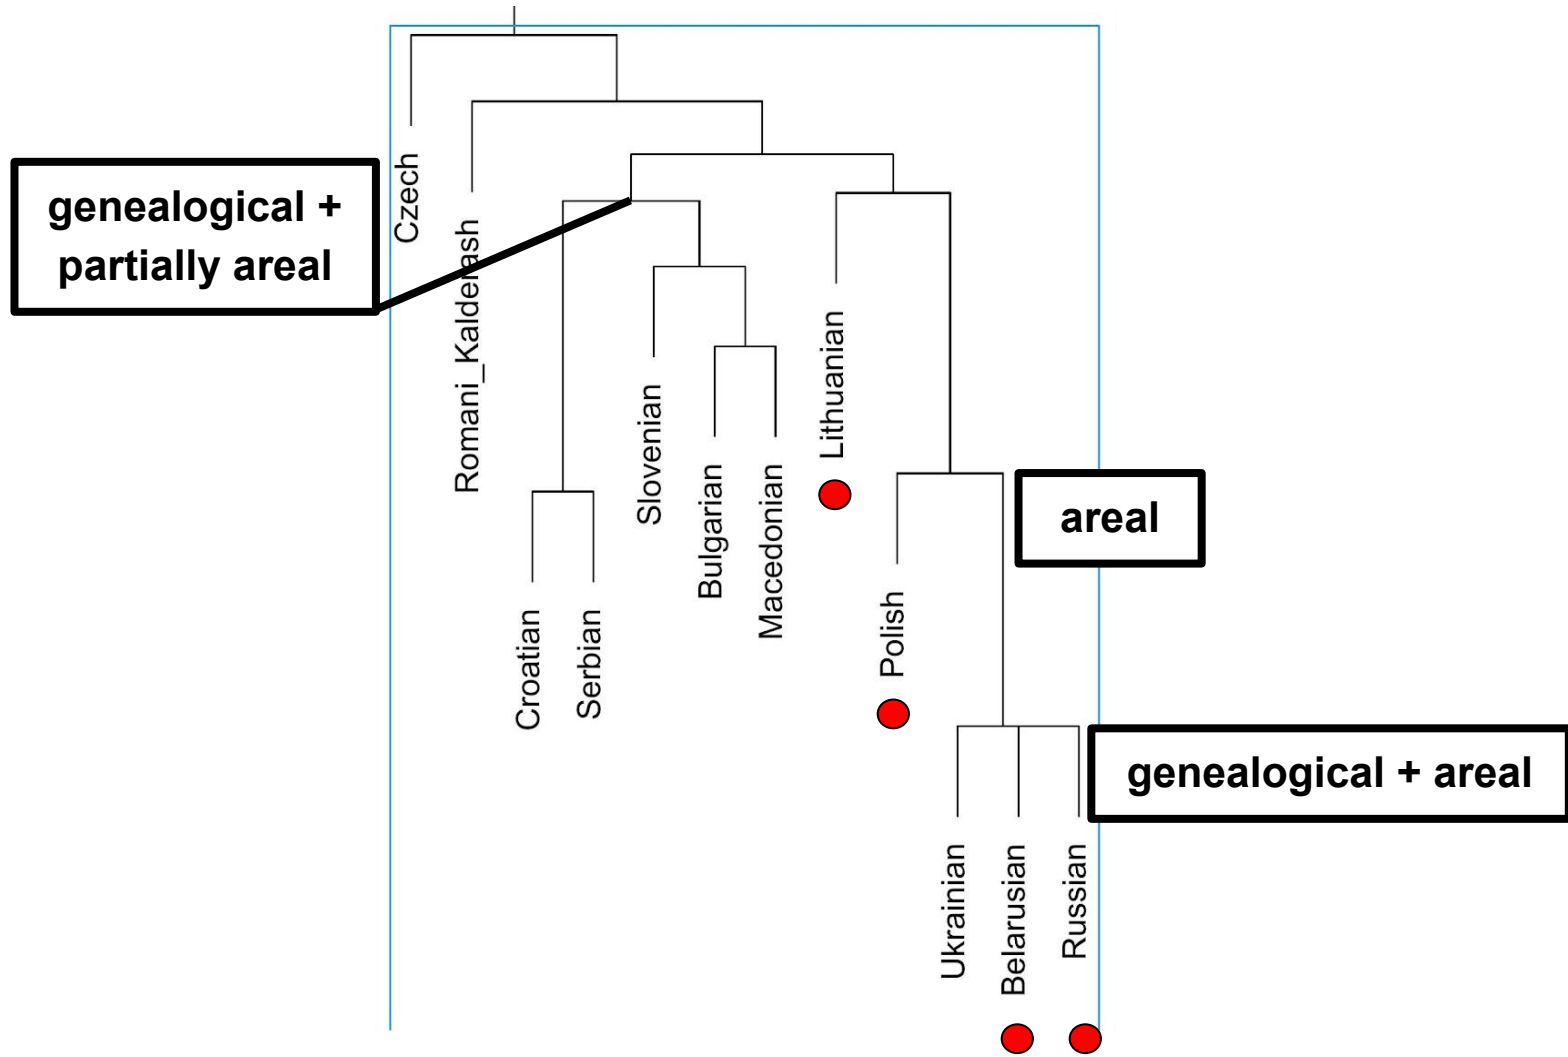 genealogical +
partially areal
Czech
Romani_Kalderash
Croatian
Serbian
Slovenian
Bulgarian
Macedonian
Lithuanian
areal
Polish
genealogical + areal
Ukrainian
Belarusian
Russian